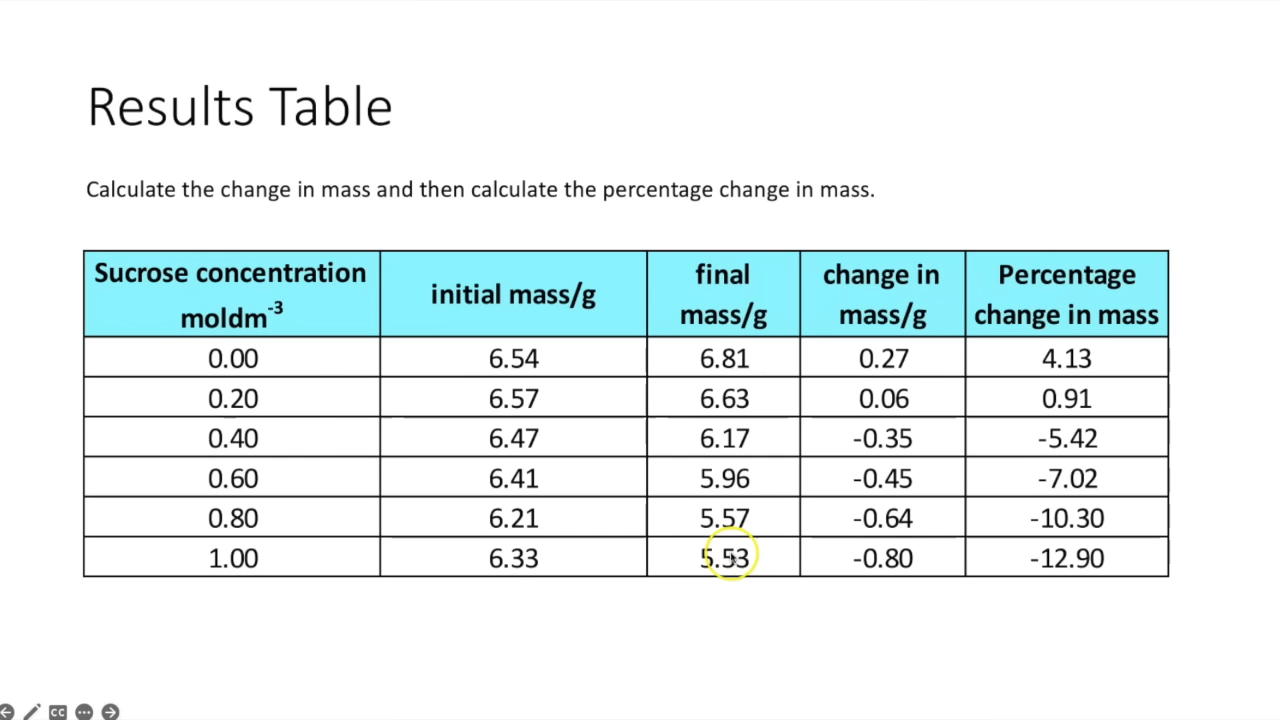 Results Table
Calculate the change in mass and then calculate the percentage change in mass.
Sucrose concentration moldm⁻³ initial mass/g final mass/g change in mass/g Percentage change in mass
0.00 6.54 6.81 0.27 4.13
0.20 6.57 6.63 0.06 0.91
0.40 6.47 6.17 -0.35 -5.42
0.60 6.41 5.96 -0.45 -7.02
0.80 6.21 5.57 -0.64 -10.30
1.00 6.33 5.53 -0.80 -12.90
CC